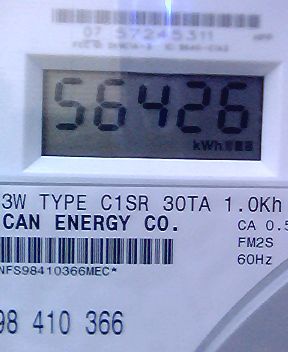 07 57245311
56426
kWh
3W TYPE C1SR 30TA 1.0Kh
CAN ENERGY CO.
CA 0.5
FM2S
60Hz
NFS98410366MEC*
98 410 366